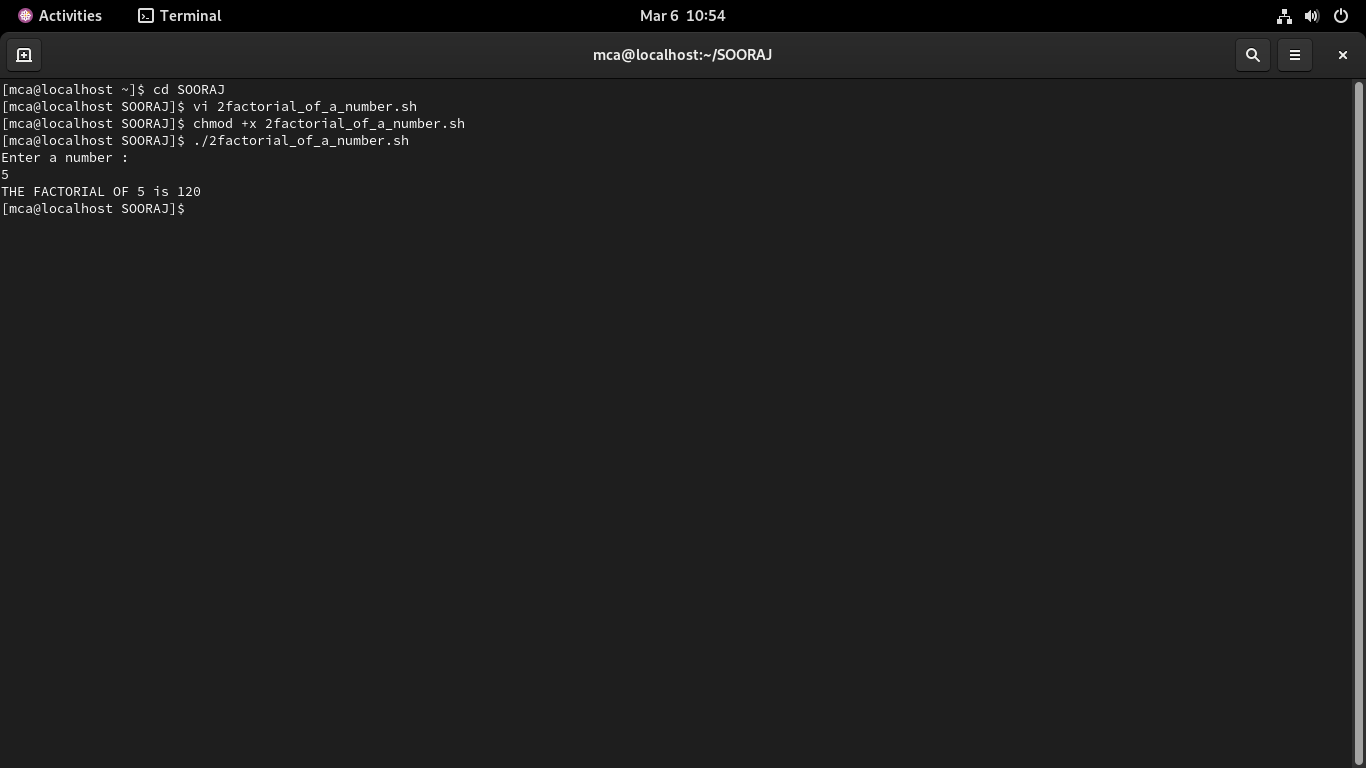 Activities
Terminal
Mar 6 10:54
mca@localhost:~/SOORAJ
[mca@localhost ~]$ cd SOORAJ
[mca@localhost SOORAJ]$ vi 2factorial_of_a_number.sh
[mca@localhost SOORAJ]$ chmod +x 2factorial_of_a_number.sh
[mca@localhost SOORAJ]$ ./2factorial_of_a_number.sh
Enter a number :
5
THE FACTORIAL OF 5 is 120
[mca@localhost SOORAJ]$